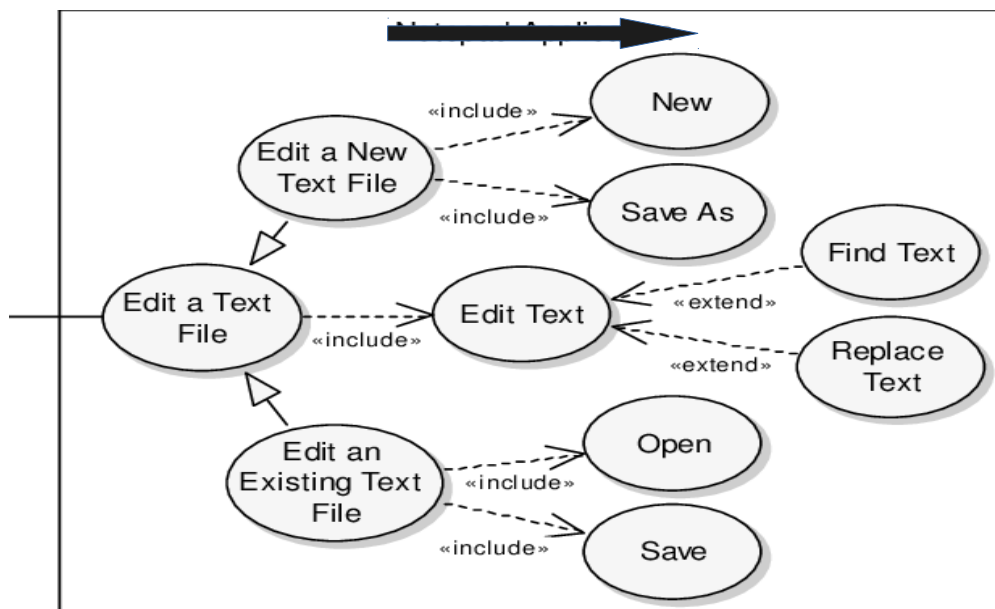 «include»
New
Edit a New
Text File
«include»
Save As
Find Text
Edit a Text
File
«include»
Edit Text
«extend»
Replace
Text
«extend»
Edit an
Existing Text
File
Open
«include»
«include»
Save